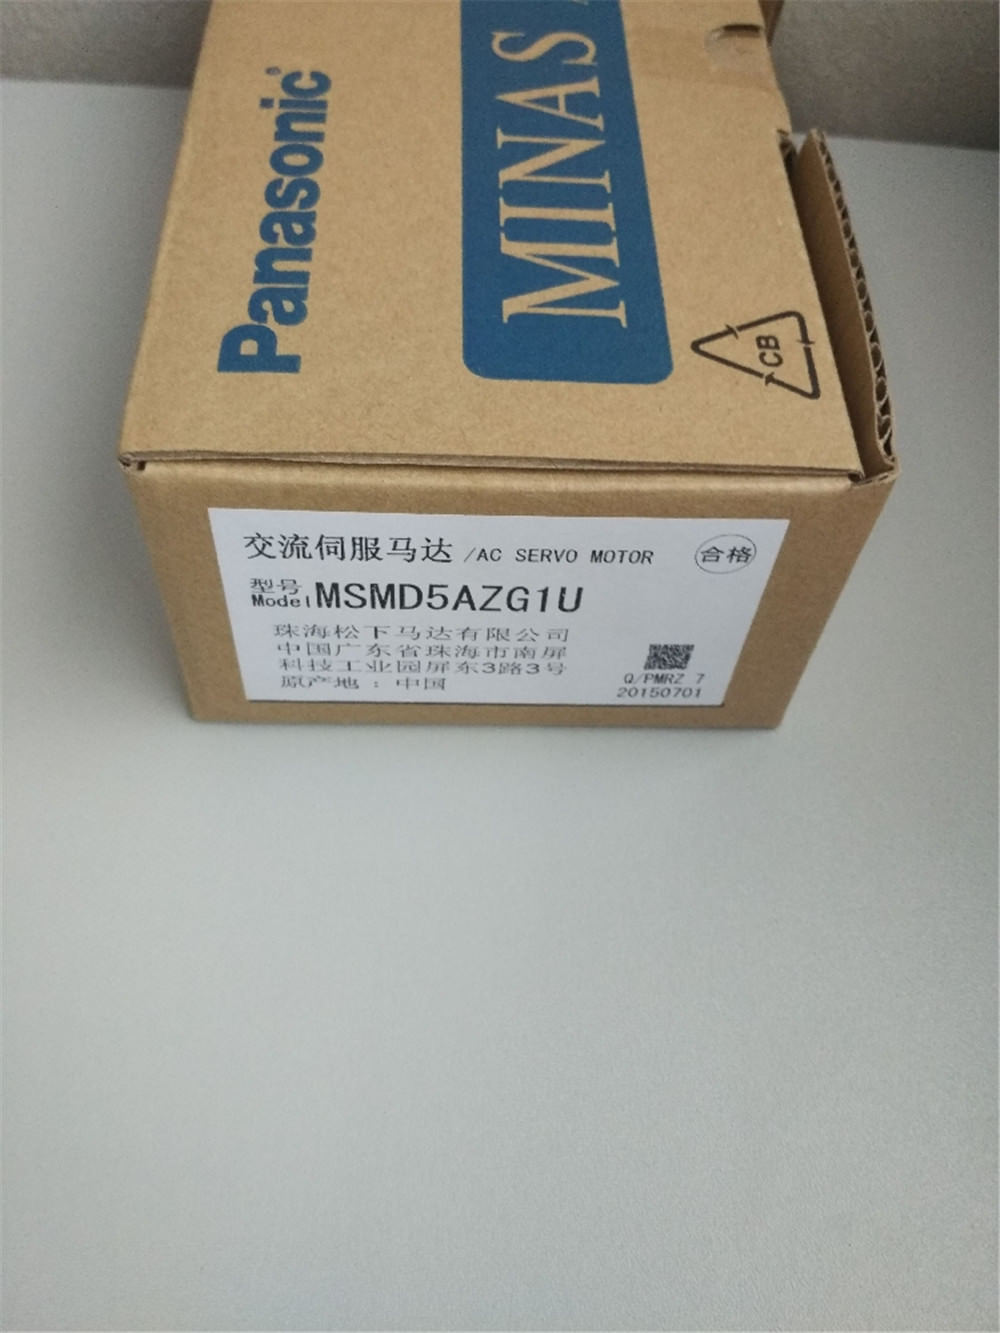 Panasonic®
MINAS
CB
交流伺服马达 /AC SERVO MOTOR 合格
型号
Model MSMD5AZG1U
珠海松下马达有限公司
中国广东省珠海市南屏
科技工业园屏东3路3号
原产地：中国
Q/PMRZ 7
20150701